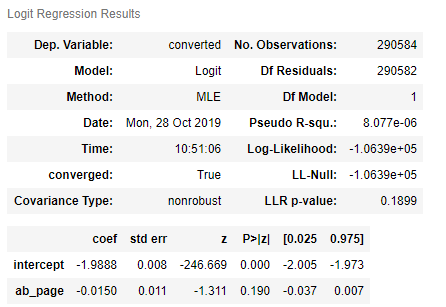 Logit Regression Results
Dep. Variable: converted No. Observations: 290584
Model: Logit Df Residuals: 290582
Method: MLE Df Model: 1
Date: Mon, 28 Oct 2019 Pseudo R-squ.: 8.077e-06
Time: 10:51:06 Log-Likelihood: -1.0639e+05
converged: True LL-Null: -1.0639e+05
Covariance Type: nonrobust LLR p-value: 0.1899
coef std err z P>|z| [0.025 0.975]
intercept -1.9888 0.008 -246.669 0.000 -2.005 -1.973
ab_page -0.0150 0.011 -1.311 0.190 -0.037 0.007